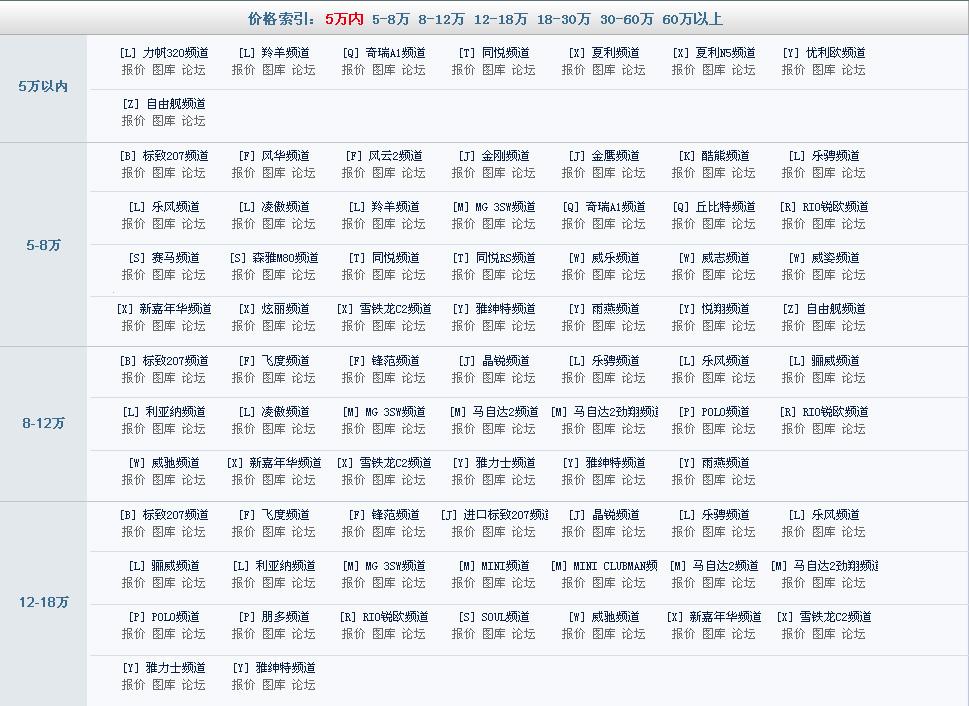 价格索引: 5万内 5-8万 8-12万 12-18万 18-30万 30-60万 60万以上
5万以内
[L] 力帆320频道 [L] 羚羊频道 [Q] 奇瑞A1频道 [T] 同悦频道 [X] 夏利频道 [X] 夏利N5频道 [Y] 优利欧频道
报价 图库 论坛 报价 图库 论坛 报价 图库 论坛 报价 图库 论坛 报价 图库 论坛 报价 图库 论坛 报价 图库 论坛
[Z] 自由舰频道
报价 图库 论坛
5-8万
[B] 标致207频道 [F] 风华频道 [F] 风云2频道 [J] 金刚频道 [J] 金鹰频道 [K] 酷熊频道 [L] 乐骋频道
报价 图库 论坛 报价 图库 论坛 报价 图库 论坛 报价 图库 论坛 报价 图库 论坛 报价 图库 论坛 报价 图库 论坛
[L] 乐风频道 [L] 凌傲频道 [L] 羚羊频道 [M] MG 3SW频道 [Q] 奇瑞A1频道 [Q] 丘比特频道 [R] RIO锐欧频道
报价 图库 论坛 报价 图库 论坛 报价 图库 论坛 报价 图库 论坛 报价 图库 论坛 报价 图库 论坛 报价 图库 论坛
[S] 赛马频道 [S] 森雅M80频道 [T] 同悦频道 [T] 同悦RS频道 [W] 威乐频道 [W] 威志频道 [W] 威姿频道
报价 图库 论坛 报价 图库 论坛 报价 图库 论坛 报价 图库 论坛 报价 图库 论坛 报价 图库 论坛 报价 图库 论坛
[X] 新嘉年华频道 [X] 炫丽频道 [X] 雪铁龙C2频道 [Y] 雅绅特频道 [Y] 雨燕频道 [Y] 悦翔频道 [Z] 自由舰频道
报价 图库 论坛 报价 图库 论坛 报价 图库 论坛 报价 图库 论坛 报价 图库 论坛 报价 图库 论坛 报价 图库 论坛
8-12万
[B] 标致207频道 [F] 飞度频道 [F] 锋范频道 [J] 晶锐频道 [L] 乐骋频道 [L] 乐风频道 [L] 骊威频道
报价 图库 论坛 报价 图库 论坛 报价 图库 论坛 报价 图库 论坛 报价 图库 论坛 报价 图库 论坛 报价 图库 论坛
[L] 利亚纳频道 [L] 凌傲频道 [M] MG 3SW频道 [M] 马自达2频道 [M] 马自达2劲翔频道 [P] POLO频道 [R] RIO锐欧频道
报价 图库 论坛 报价 图库 论坛 报价 图库 论坛 报价 图库 论坛 报价 图库 论坛 报价 图库 论坛 报价 图库 论坛
[W] 威驰频道 [X] 新嘉年华频道 [X] 雪铁龙C2频道 [Y] 雅力士频道 [Y] 雅绅特频道 [Y] 雨燕频道
报价 图库 论坛 报价 图库 论坛 报价 图库 论坛 报价 图库 论坛 报价 图库 论坛 报价 图库 论坛
12-18万
[B] 标致207频道 [F] 飞度频道 [F] 锋范频道 [J] 进口标致207频道 [J] 晶锐频道 [L] 乐骋频道 [L] 乐风频道
报价 图库 论坛 报价 图库 论坛 报价 图库 论坛 报价 图库 论坛 报价 图库 论坛 报价 图库 论坛 报价 图库 论坛
[L] 骊威频道 [L] 利亚纳频道 [M] MG 3SW频道 [M] MINI频道 [M] MINI CLUBMAN频 [M] 马自达2频道 [M] 马自达2劲翔频道
报价 图库 论坛 报价 图库 论坛 报价 图库 论坛 报价 图库 论坛 报价 图库 论坛 报价 图库 论坛 报价 图库 论坛
[P] POLO频道 [P] 朋多频道 [R] RIO锐欧频道 [S] SOUL频道 [W] 威驰频道 [X] 新嘉年华频道 [X] 雪铁龙C2频道
报价 图库 论坛 报价 图库 论坛 报价 图库 论坛 报价 图库 论坛 报价 图库 论坛 报价 图库 论坛 报价 图库 论坛
[Y] 雅力士频道 [Y] 雅绅特频道
报价 图库 论坛 报价 图库 论坛